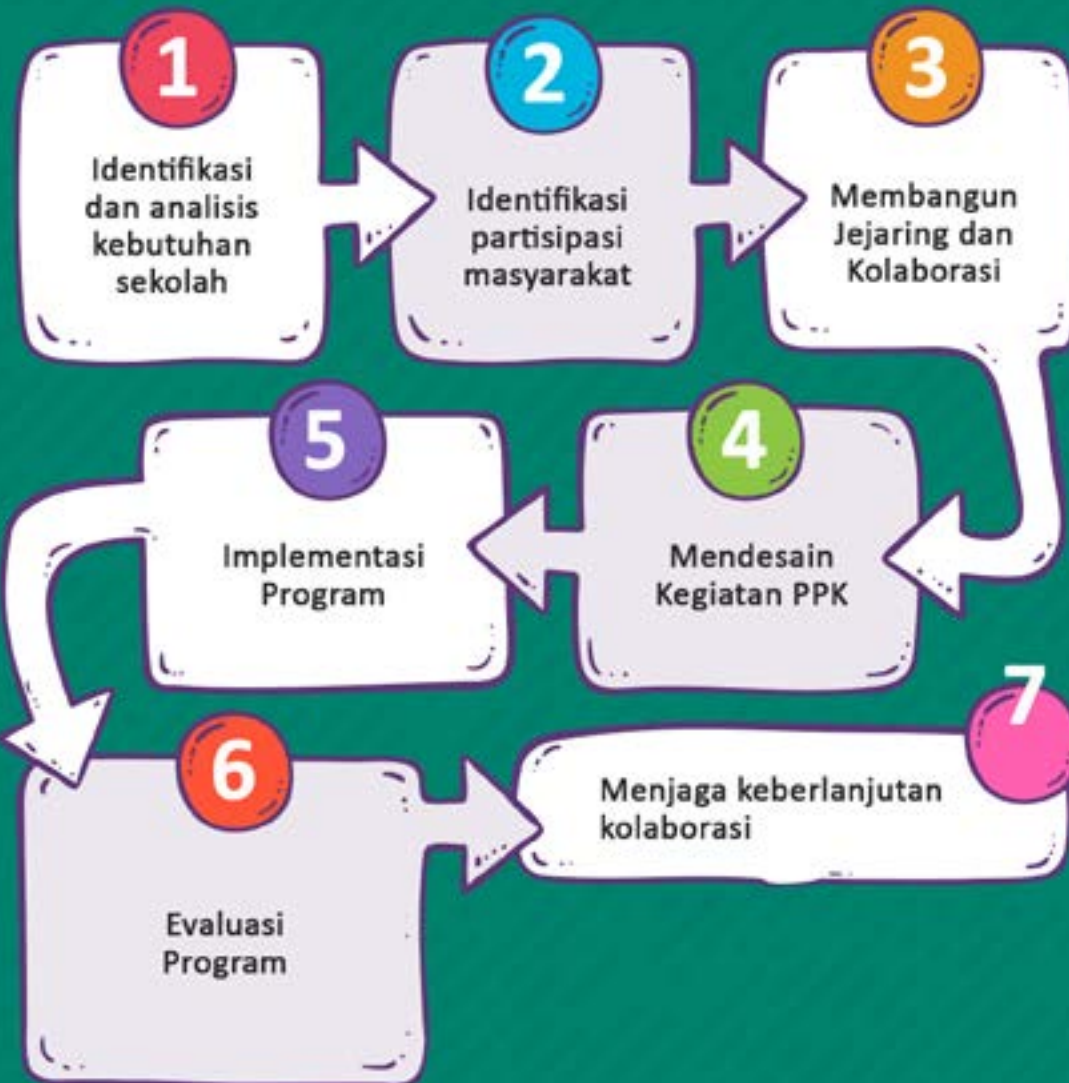 1
Identifikasi
dan analisis
kebutuhan
sekolah
2
Identifikasi
partisipasi
masyarakat
3
Membangun
Jejaring dan
Kolaborasi
4
Mendesain
Kegiatan PPK
5
Implementasi
Program
6
Evaluasi
Program
7
Menjaga keberlanjutan
kolaborasi